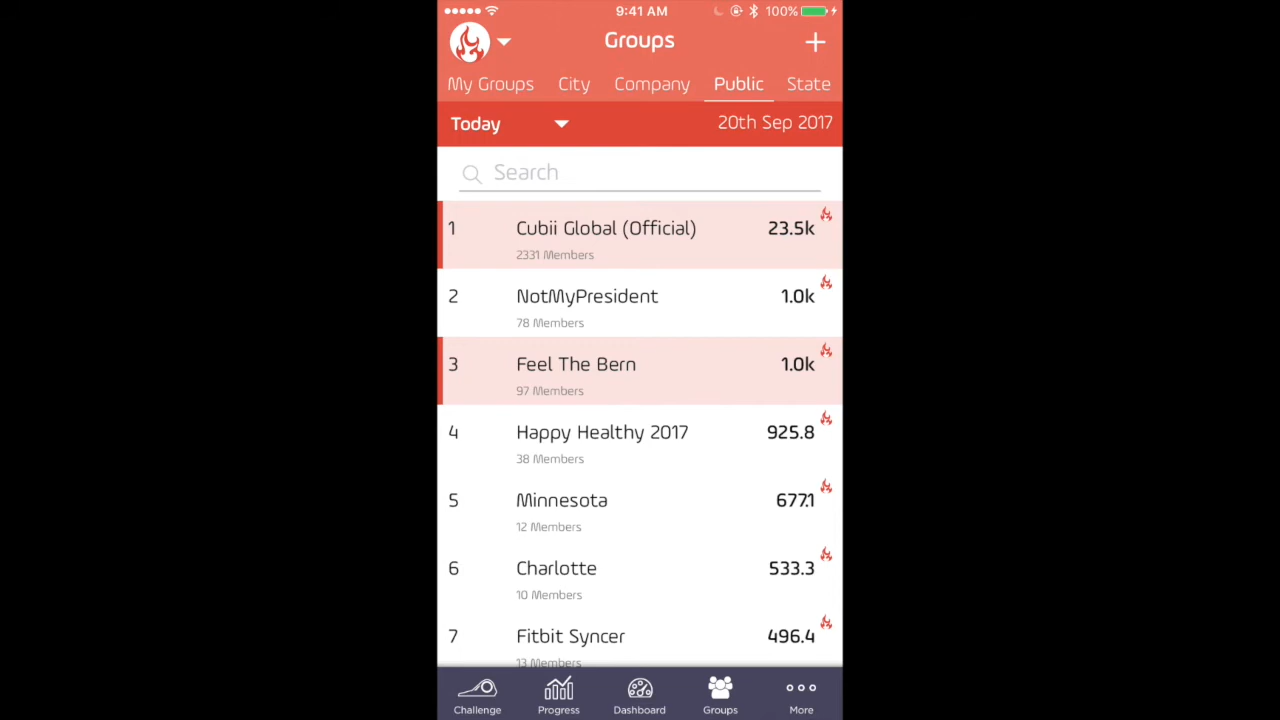 9:41 AM 100%
Groups
My Groups City Company Public State
Today 20th Sep 2017
Search
1 Cubii Global (Official) 23.5k
2331 Members
2 NotMyPresident 1.0k
78 Members
3 Feel The Bern 1.0k
97 Members
4 Happy Healthy 2017 925.8
38 Members
5 Minnesota 677.1
12 Members
6 Charlotte 533.3
10 Members
7 Fitbit Syncer 496.4
13 Members
Challenge Progress Dashboard Groups More